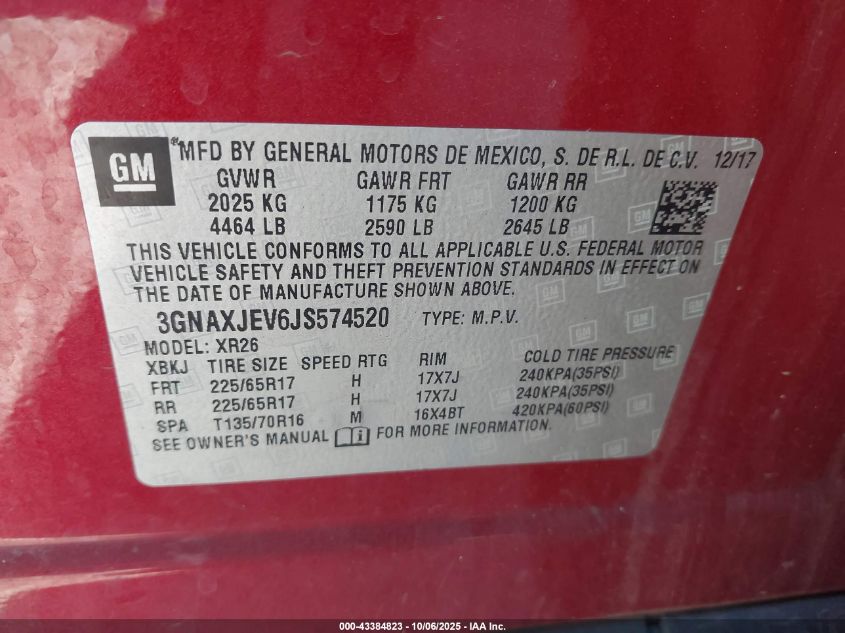 GM
®MFD BY GENERAL MOTORS DE MEXICO, S. DE R.L. DE C.V. 12/17
GVWR GAWR FRT GAWR RR
2025 KG 1175 KG 1200 KG
4464 LB 2590 LB 2645 LB
THIS VEHICLE CONFORMS TO ALL APPLICABLE U.S. FEDERAL MOTOR
VEHICLE SAFETY AND THEFT PREVENTION STANDARDS IN EFFECT ON
THE DATE OF MANUFACTURE SHOWN ABOVE.
3GNAXJEV6JS574520 TYPE: M.P.V.
MODEL: XR26
XBKJ TIRE SIZE SPEED RTG RIM COLD TIRE PRESSURE
FRT 225/65R17 H 17X7J 240KPA(35PSI)
RR 225/65R17 H 17X7J 240KPA(35PSI)
SPA T135/70R16 M 16X4BT 420KPA(60PSI)
SEE OWNER'S MANUAL i FOR MORE INFORMATION.
000-43384823 - 10/06/2025 - IAA Inc.